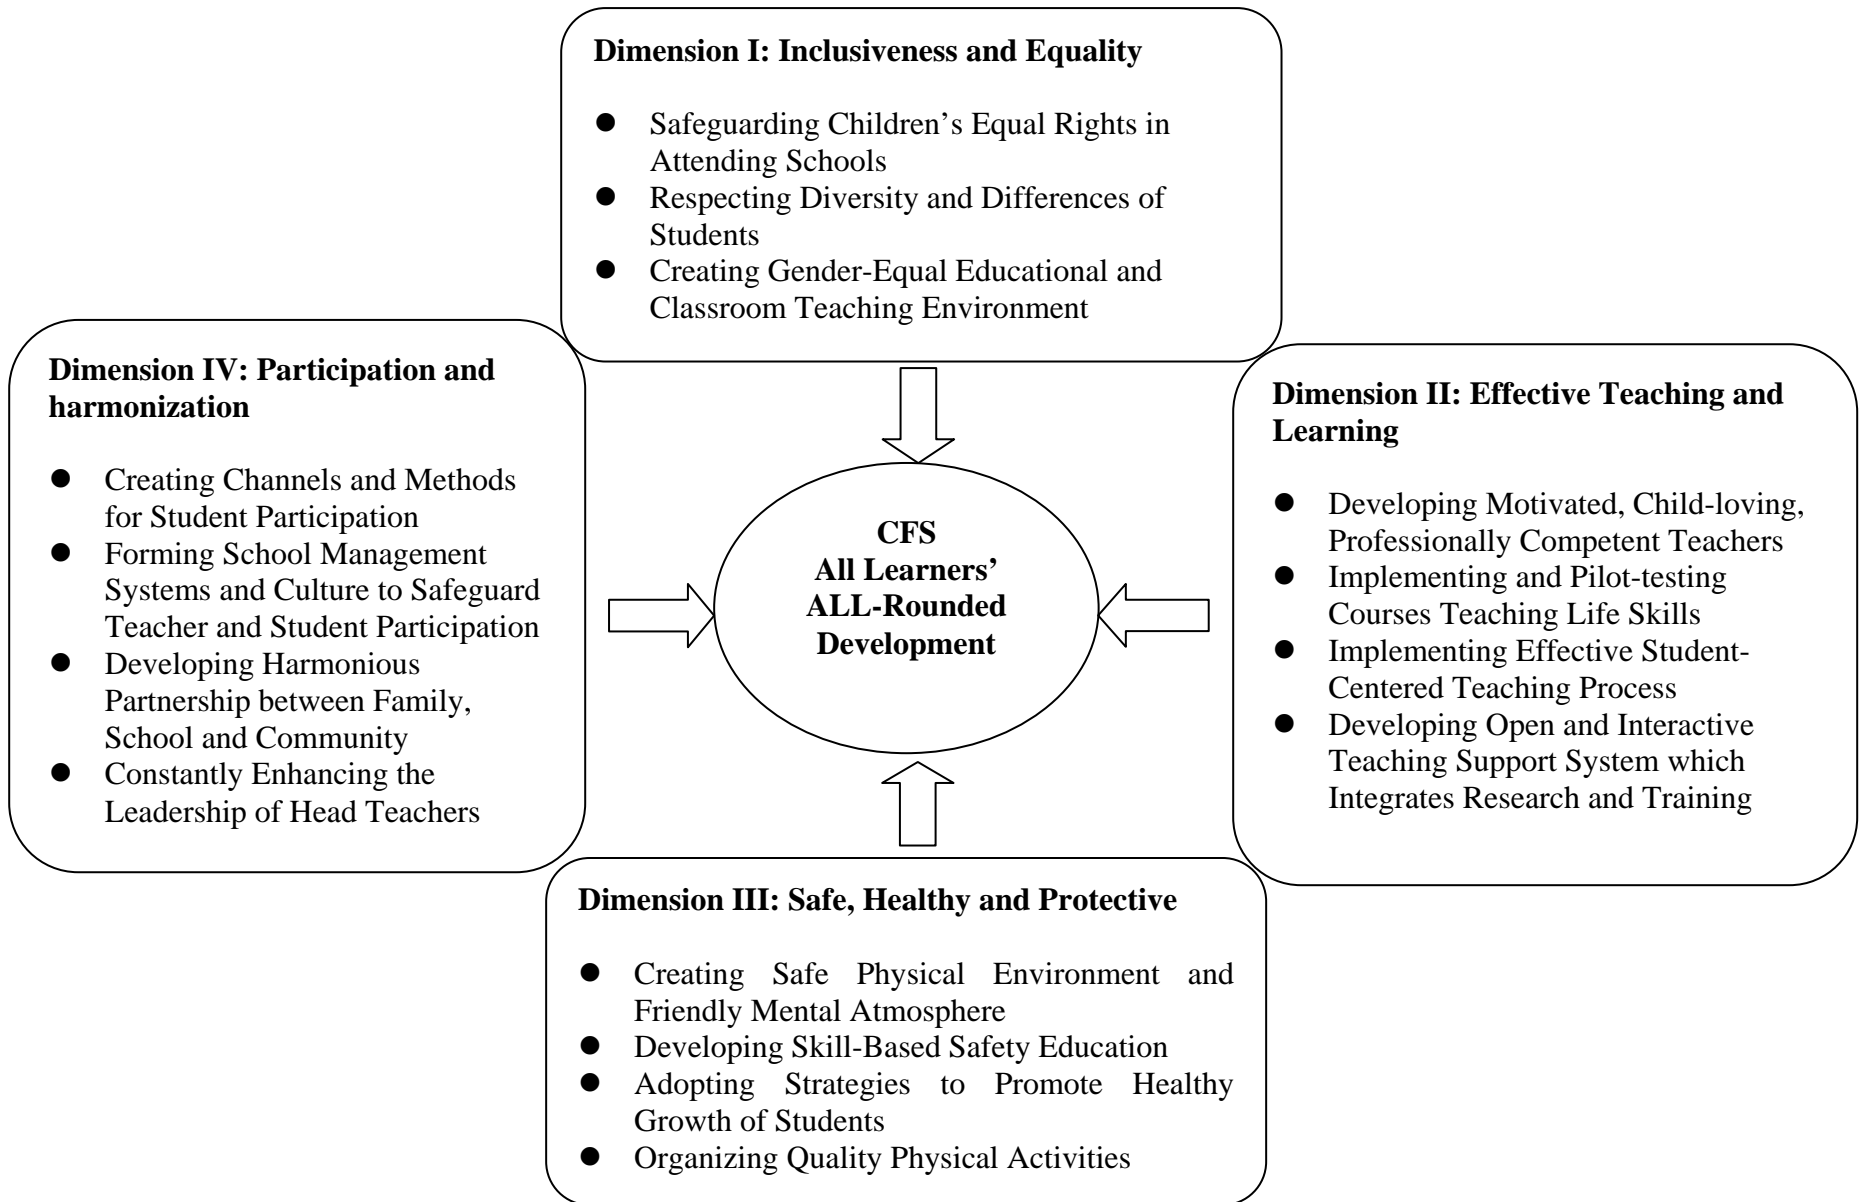 Dimension I: Inclusiveness and Equality
● Safeguarding Children’s Equal Rights in
Attending Schools
● Respecting Diversity and Differences of
Students
● Creating Gender-Equal Educational and
Classroom Teaching Environment
Dimension IV: Participation and
harmonization
● Creating Channels and Methods
for Student Participation
● Forming School Management
Systems and Culture to Safeguard
Teacher and Student Participation
● Developing Harmonious
Partnership between Family,
School and Community
● Constantly Enhancing the
Leadership of Head Teachers
CFS
All Learners’
ALL-Rounded
Development
Dimension II: Effective Teaching and
Learning
● Developing Motivated, Child-loving,
Professionally Competent Teachers
● Implementing and Pilot-testing
Courses Teaching Life Skills
● Implementing Effective Student-
Centered Teaching Process
● Developing Open and Interactive
Teaching Support System which
Integrates Research and Training
Dimension III: Safe, Healthy and Protective
● Creating Safe Physical Environment and
Friendly Mental Atmosphere
● Developing Skill-Based Safety Education
● Adopting Strategies to Promote Healthy
Growth of Students
● Organizing Quality Physical Activities